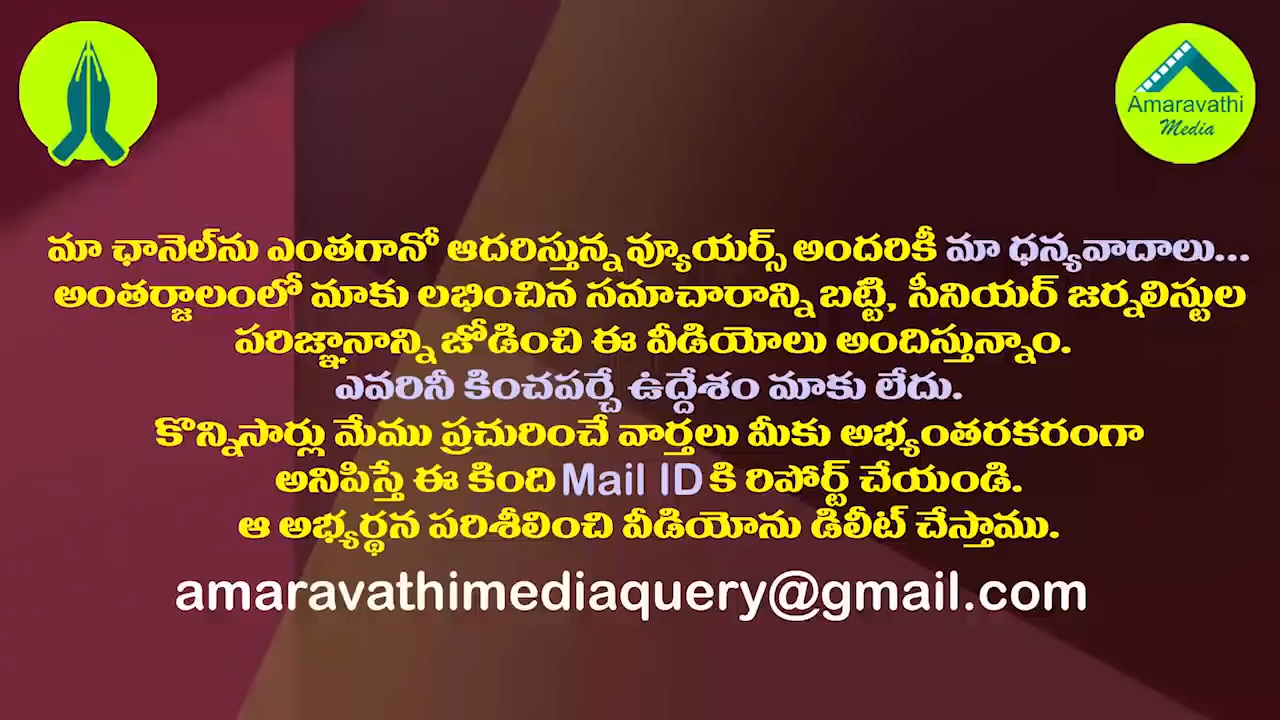 Amaravathi
Media
మా ఛానెల్‌ను ఎంతగానో ఆదరిస్తున్న వ్యూయర్స్ అందరికీ మా ధన్యవాదాలు...
అంతర్జాలంలో మాకు లభించిన సమాచారాన్ని బట్టి, సీనియర్ జర్నలిస్టుల
పరిజ్ఞానాన్ని జోడించి ఈ వీడియోలు అందిస్తున్నాం.
ఎవరినీ కించపర్చే ఉద్దేశం మాకు లేదు.
కొన్నిసార్లు మేము ప్రచురించే వార్తలు మీకు అభ్యంతరకరంగా
అనిపిస్తే ఈ కింది Mail ID కి రిపోర్ట్ చేయండి.
ఆ అభ్యర్థన పరిశీలించి వీడియోను డిలీట్ చేస్తాము.
amaravathimediaquery@gmail.com